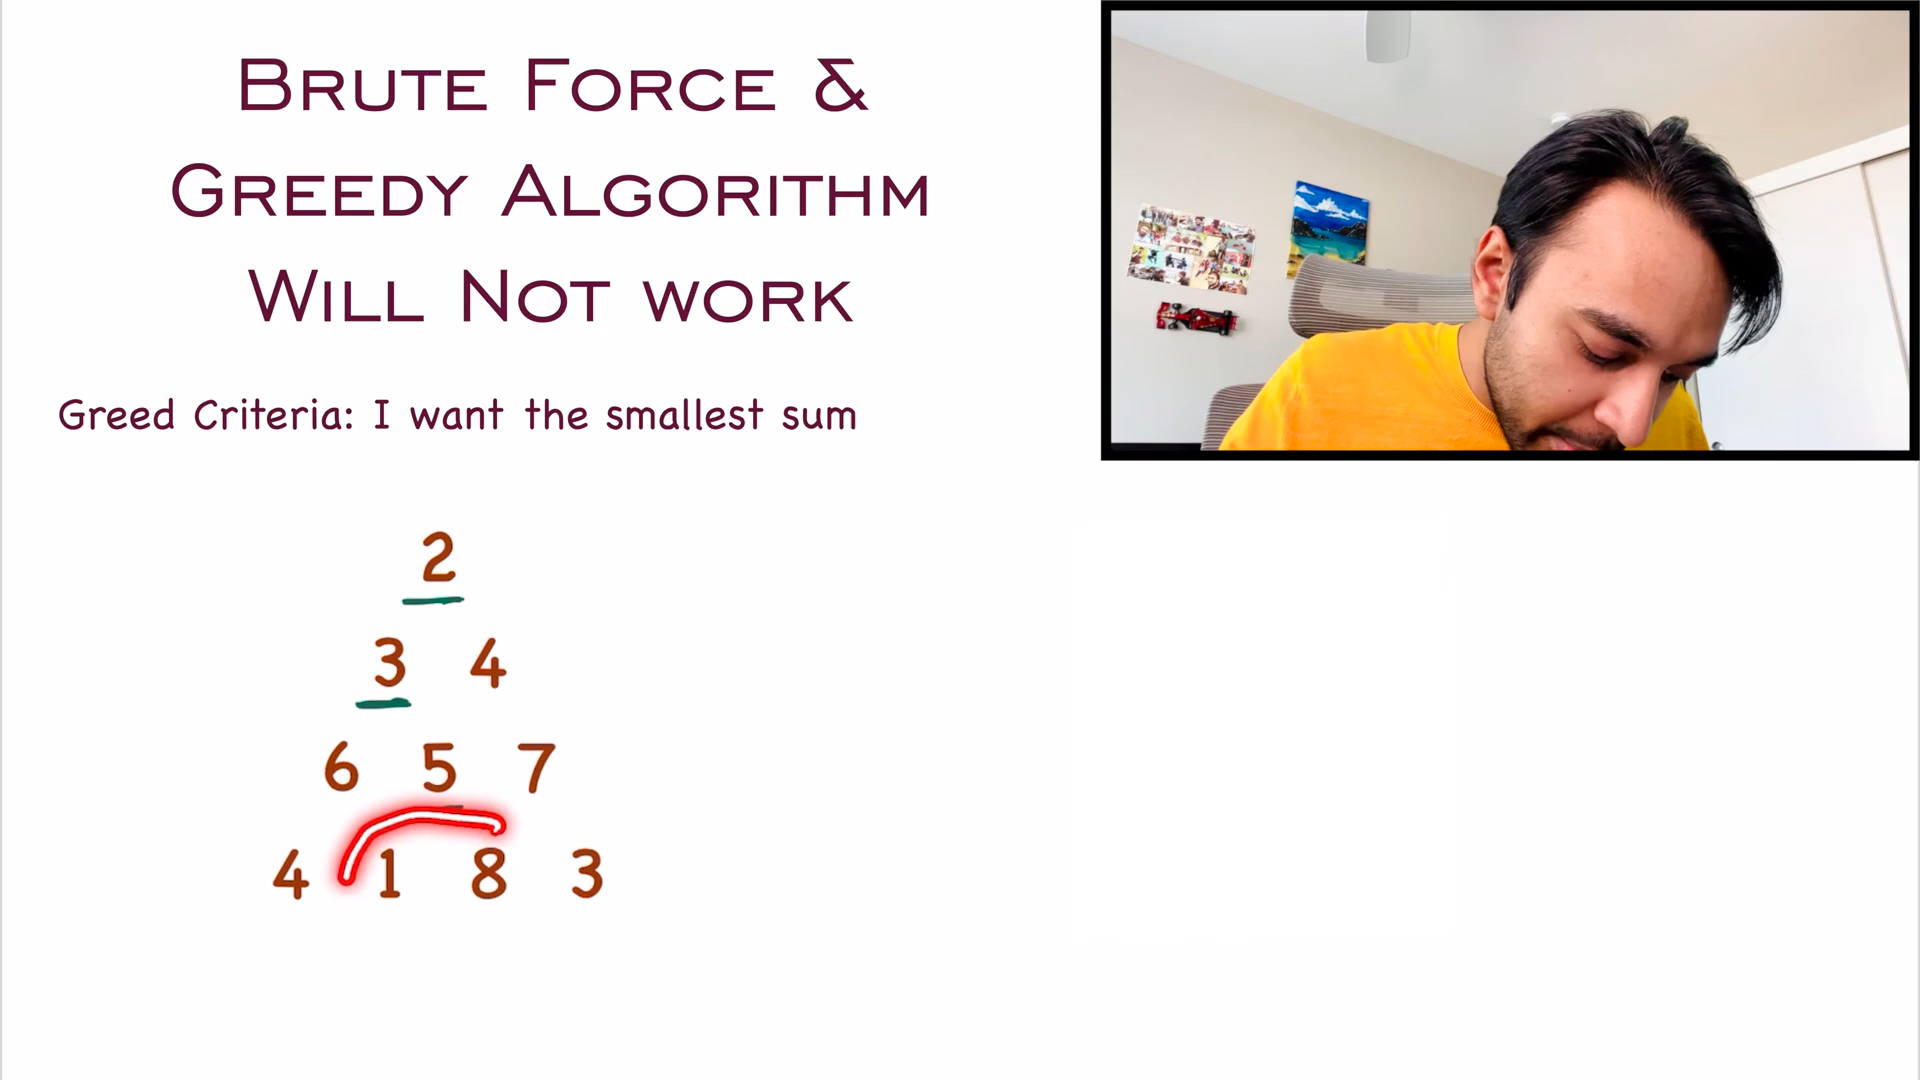 BRUTE FORCE &
GREEDY ALGORITHM
WILL NOT WORK
Greed Criteria: I want the smallest sum
2
3 4
6 5 7
4 1 8 3